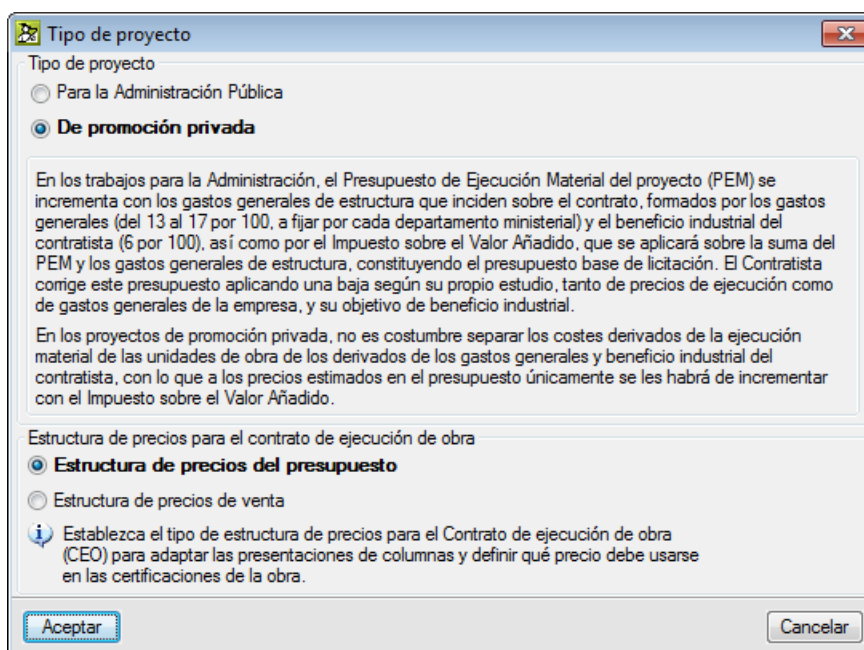 Tipo de proyecto
Tipo de proyecto
Para la Administración Pública
De promoción privada
En los trabajos para la Administración, el Presupuesto de Ejecución Material del proyecto (PEM) se
incrementa con los gastos generales de estructura que inciden sobre el contrato, formados por los gastos
generales (del 13 al 17 por 100, a fijar por cada departamento ministerial) y el beneficio industrial del
contratista (6 por 100), así como por el Impuesto sobre el Valor Añadido, que se aplicará sobre la suma del
PEM y los gastos generales de estructura, constituyendo el presupuesto base de licitación. El Contratista
corrige este presupuesto aplicando una baja según su propio estudio, tanto de precios de ejecución como
de gastos generales de la empresa, y su objetivo de beneficio industrial.
En los proyectos de promoción privada, no es costumbre separar los costes derivados de la ejecución
material de las unidades de obra de los derivados de los gastos generales y beneficio industrial del
contratista, con lo que a los precios estimados en el presupuesto únicamente se les habrá de incrementar
con el Impuesto sobre el Valor Añadido.
Estructura de precios para el contrato de ejecución de obra
Estructura de precios del presupuesto
Estructura de precios de venta
Establezca el tipo de estructura de precios para el Contrato de ejecución de obra
(CEO) para adaptar las presentaciones de columnas y definir qué precio debe usarse
en las certificaciones de la obra.
Aceptar
Cancelar